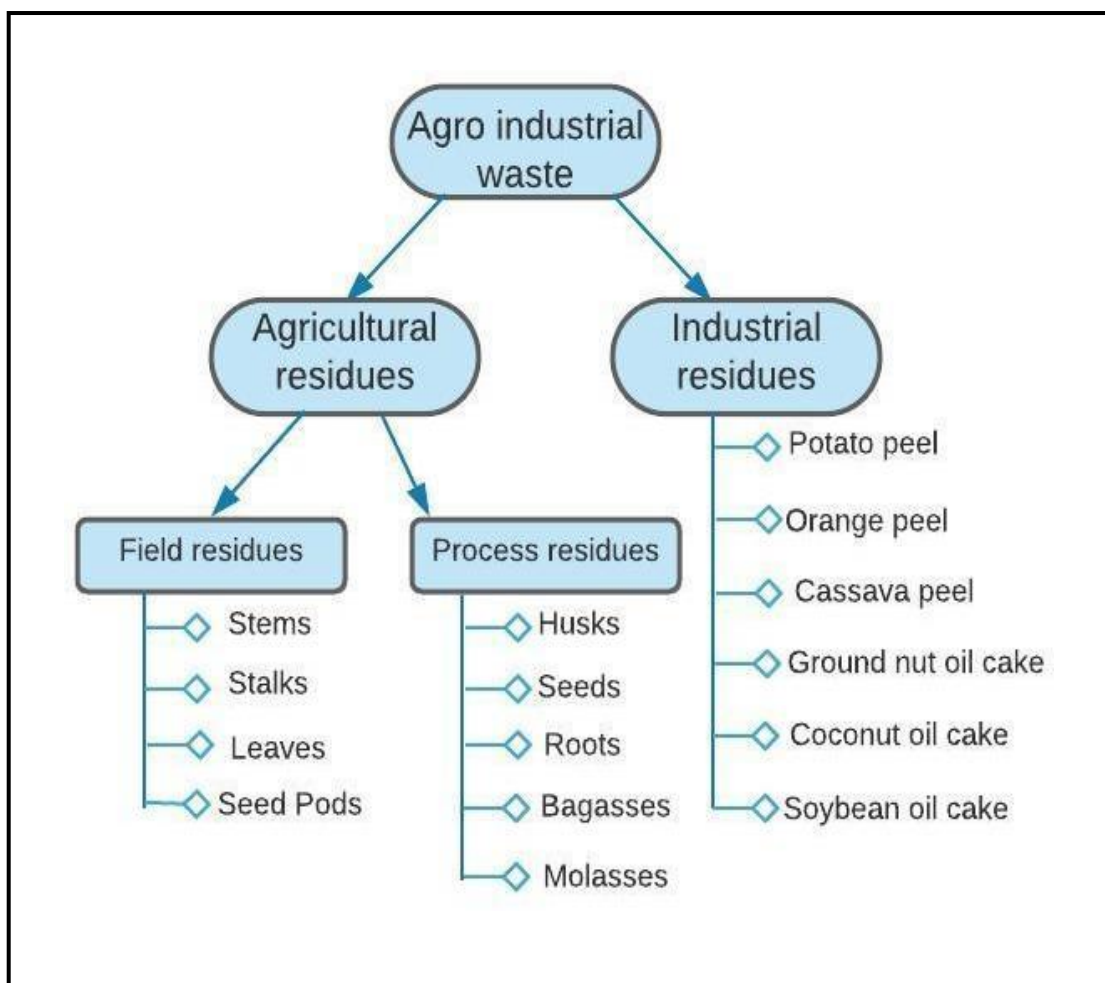 Agro industrial
waste
Agricultural
residues
Industrial
residues
Field residues
Stems
Stalks
Leaves
Seed Pods
Process residues
Husks
Seeds
Roots
Bagasses
Molasses
Potato peel
Orange peel
Cassava peel
Ground nut oil cake
Coconut oil cake
Soybean oil cake